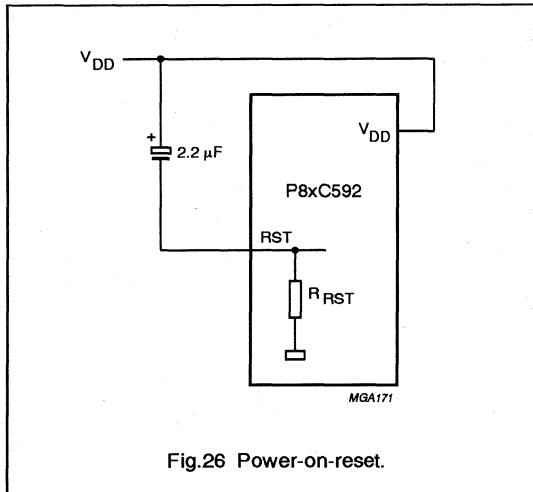 VDD
VDD
+
2.2 µF
P8xC592
RST
RRST
MGA171
Fig.26 Power-on-reset.